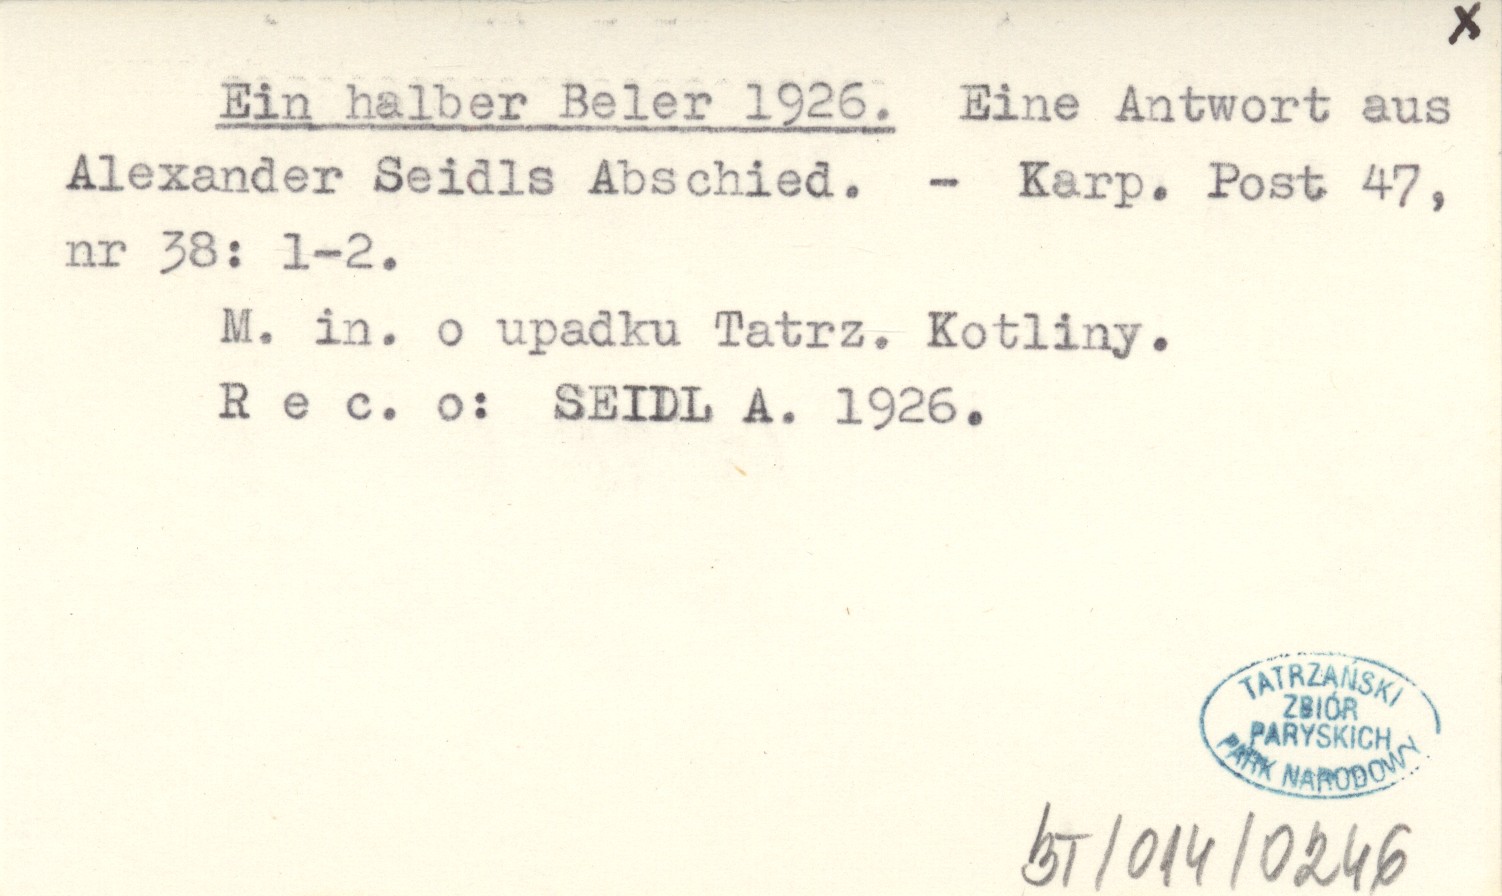 x
Ein halber Beler 1926. Eine Antwort aus
Alexander Seidls Abschied. - Karp. Post 47,
nr 38: 1-2.
M. in. o upadku Tatrz. Kotliny.
R e c. o: SEIDL A. 1926.
TATRZAŃSKI
ZBIÓR
PARYSKICH
PARK NARODOWY
BT/014/0246